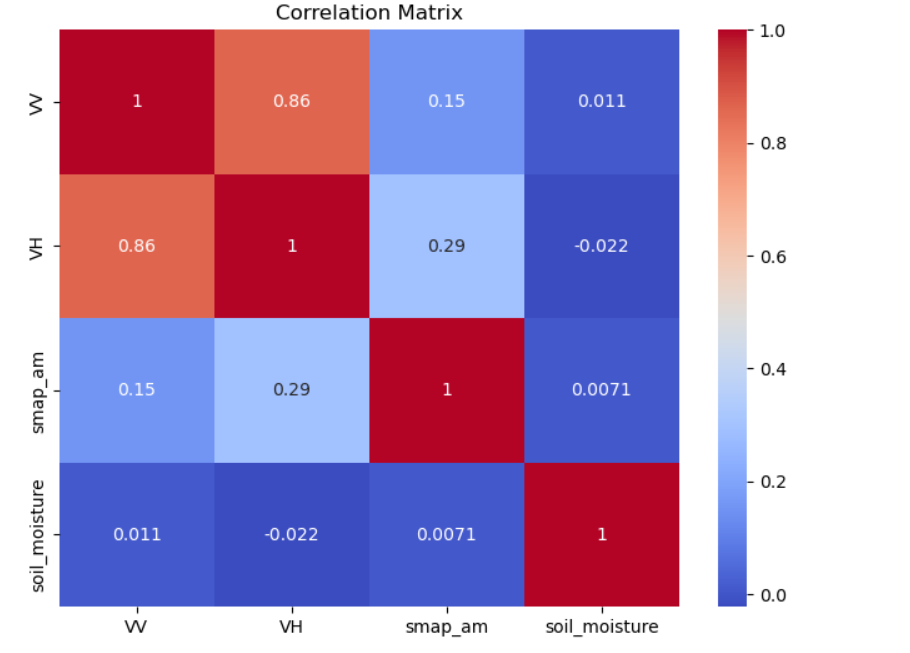 Correlation Matrix
VV 1 0.86 0.15 0.011
VH 0.86 1 0.29 -0.022
smap_am 0.15 0.29 1 0.0071
soil_moisture 0.011 -0.022 0.0071 1
VV VH smap_am soil_moisture
1.0
0.8
0.6
0.4
0.2
0.0